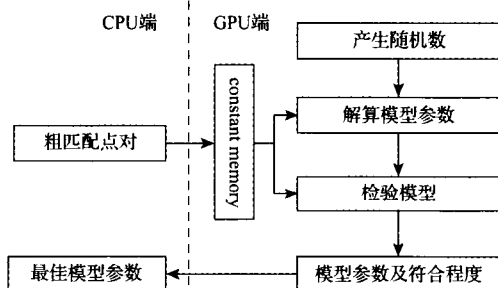 CPU端
GPU端
产生随机数
constant memory
解算模型参数
粗匹配点对
检验模型
最佳模型参数
模型参数及符合程度